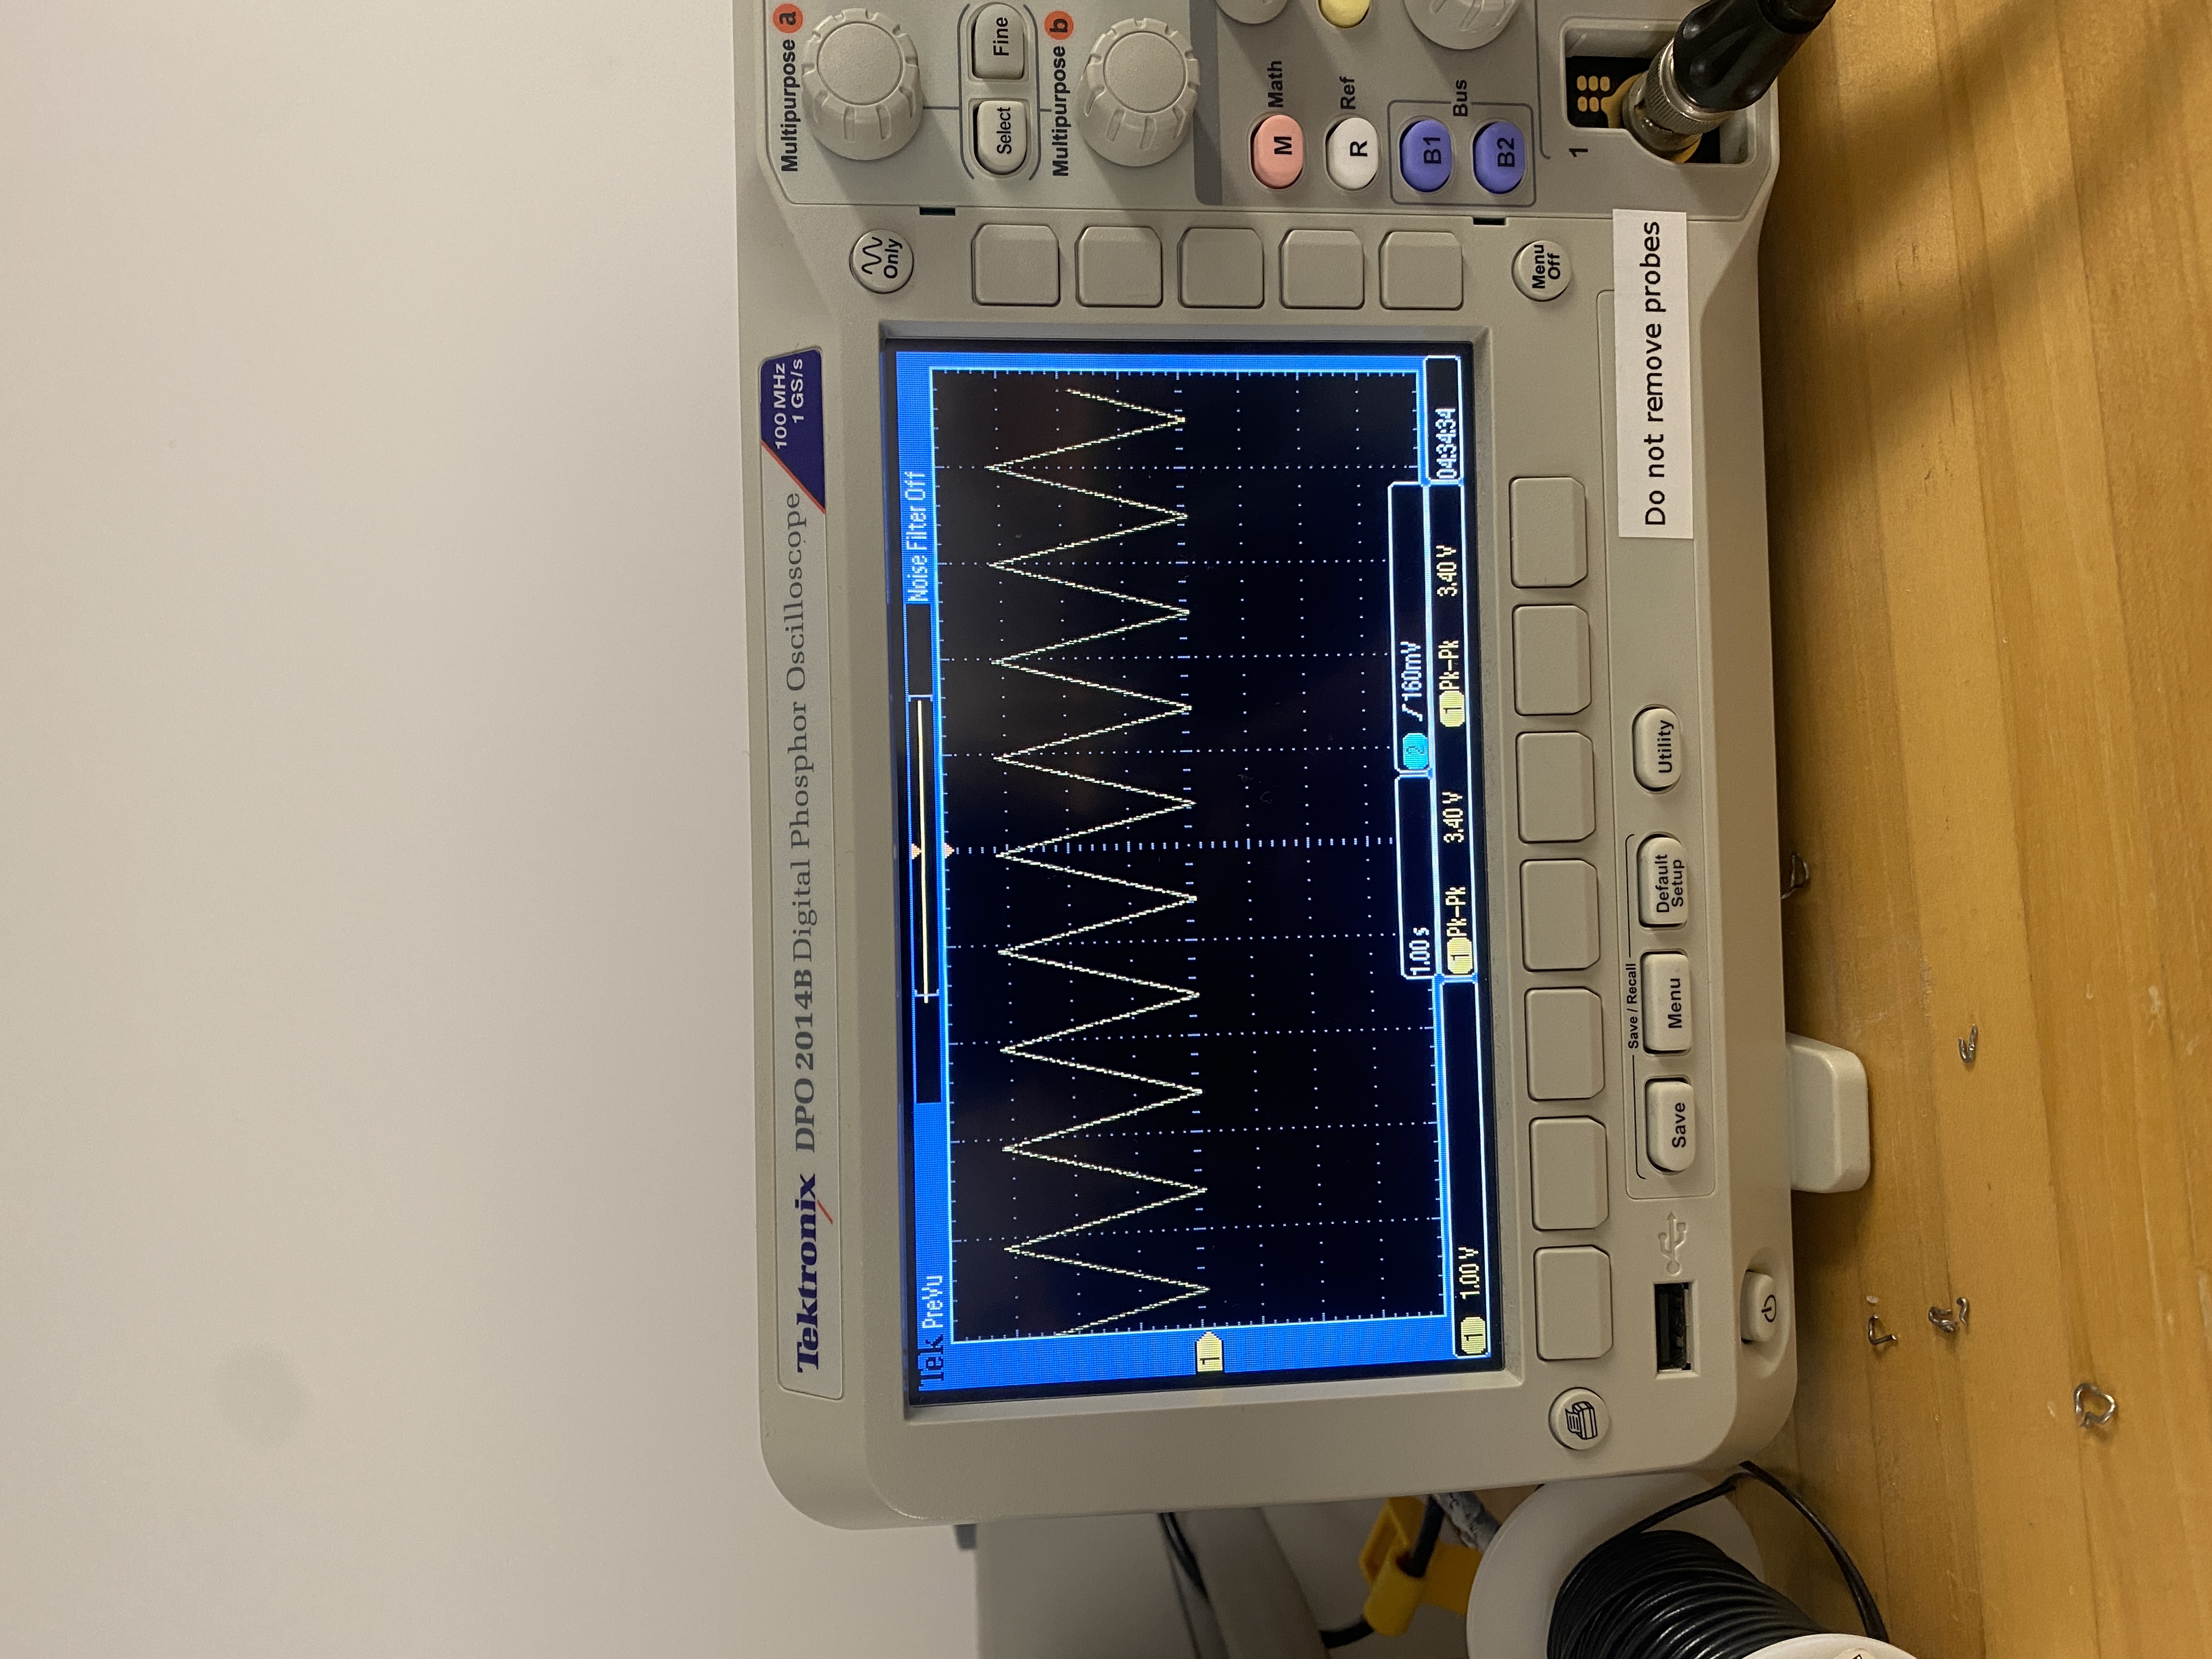 Tektronix DPO 2014B Digital Phosphor Oscilloscope
100 MHz
1 GS/s
Multipurpose a
Only
Tek PreVu
Noise Filter Off
Select
Fine
Multipurpose b
1
M Math
R Ref
B1
Bus
B2
1.00 s
2 160mV
1 Pk-Pk 3.40 V
1 Pk-Pk 3.40 V
04:34:34
1 1.00 V
Menu
Off
1
Save / Recall
Save
Menu
Default
Setup
Utility
Do not remove probes